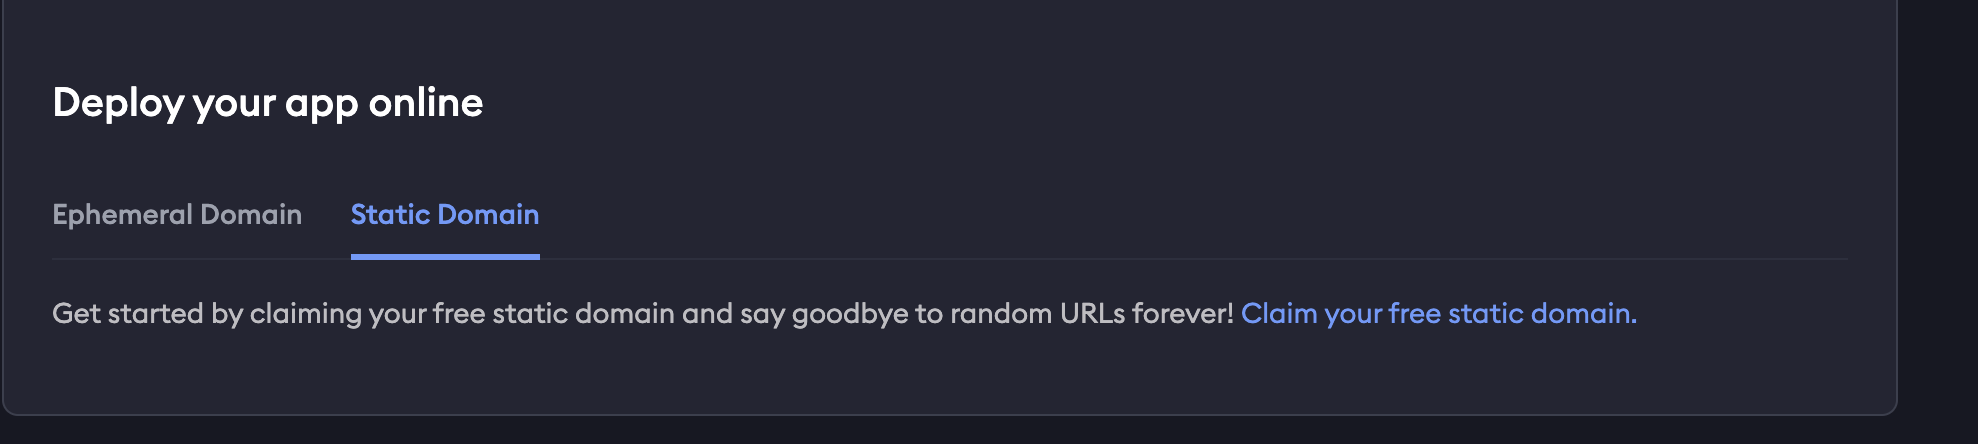 Deploy your app online
Ephemeral Domain Static Domain
Get started by claiming your free static domain and say goodbye to random URLs forever! Claim your free static domain.